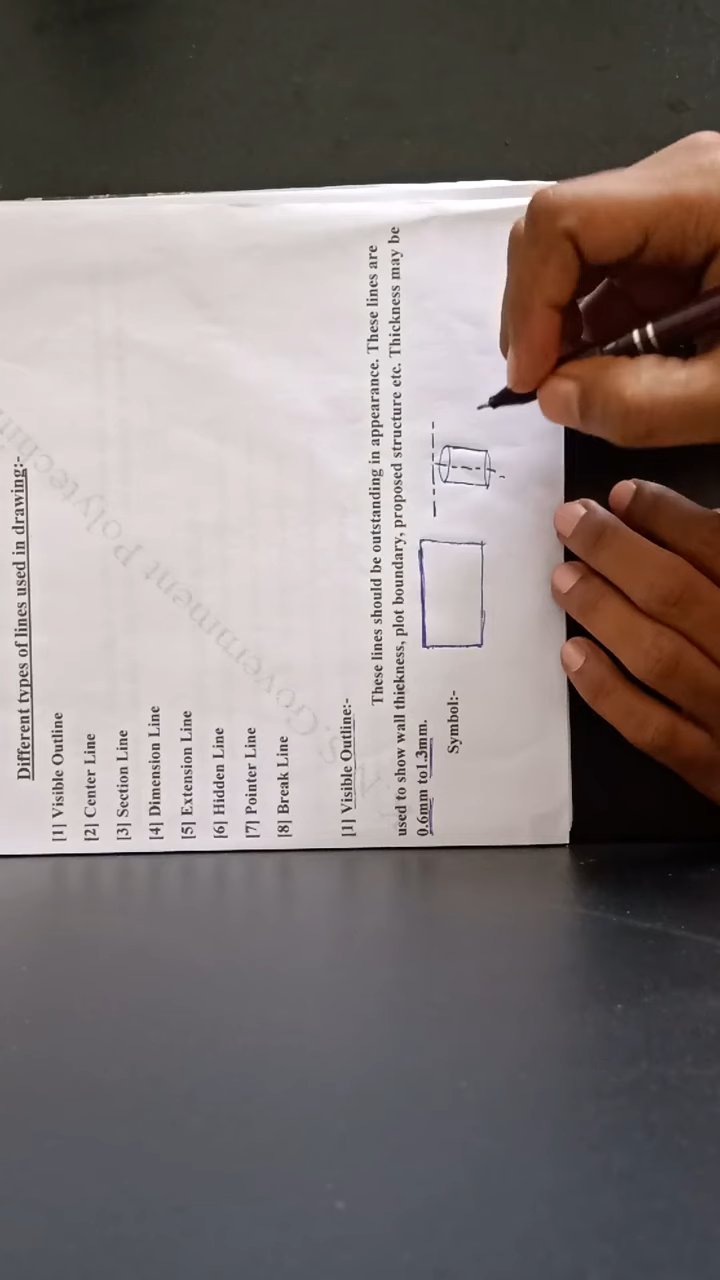 Different types of lines used in drawing:-
[1] Visible Outline
[2] Center Line
[3] Section Line
[4] Dimension Line
[5] Extension Line
[6] Hidden Line
[7] Pointer Line
[8] Break Line
[1] Visible Outline:-
These lines should be outstanding in appearance. These lines are
used to show wall thickness, plot boundary, proposed structure etc. Thickness may be
0.6mm to1.3mm.
Symbol:-
Government Polytechni